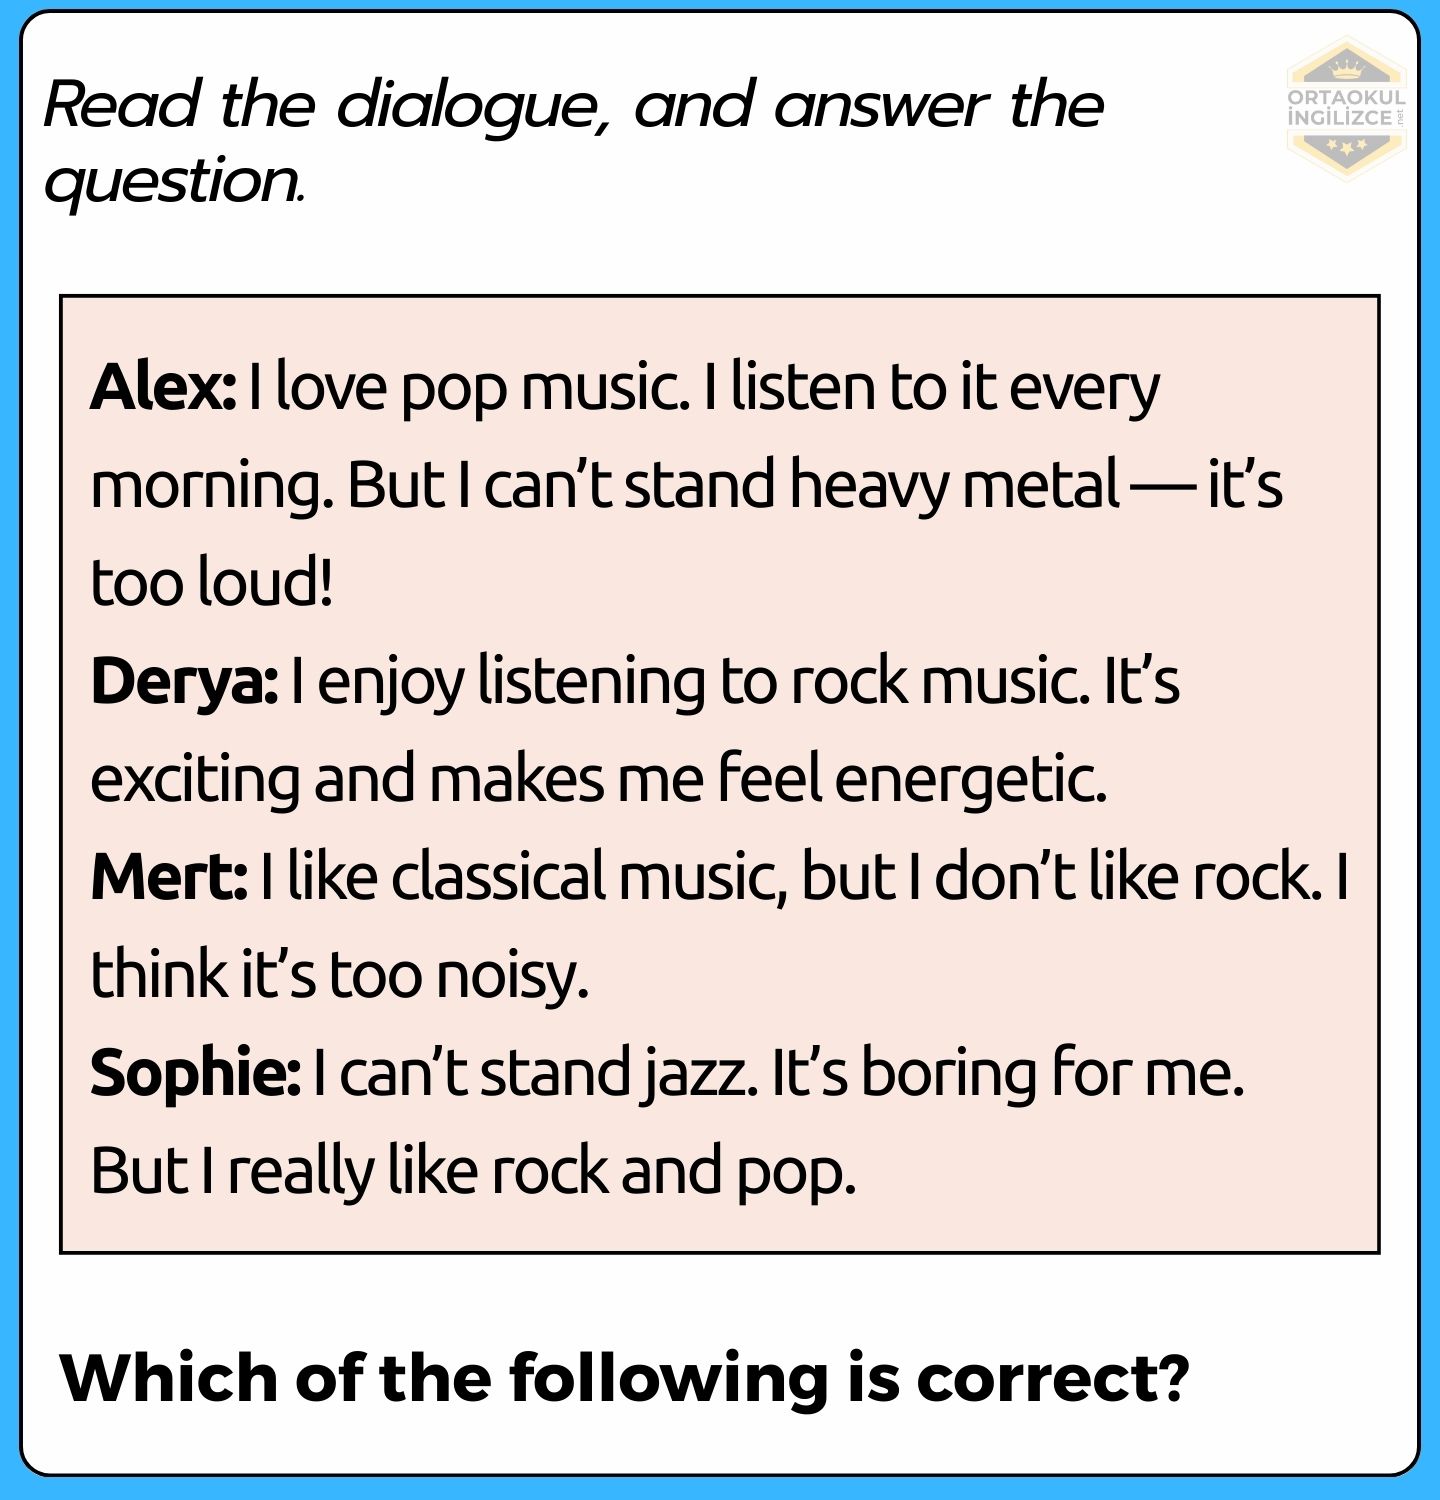 Read the dialogue, and answer the
question.
ORTAOKUL
İNGİLİZCE
.net
Alex: I love pop music. I listen to it every
morning. But I can’t stand heavy metal — it’s
too loud!
Derya: I enjoy listening to rock music. It’s
exciting and makes me feel energetic.
Mert: I like classical music, but I don’t like rock. I
think it’s too noisy.
Sophie: I can’t stand jazz. It’s boring for me.
But I really like rock and pop.
Which of the following is correct?